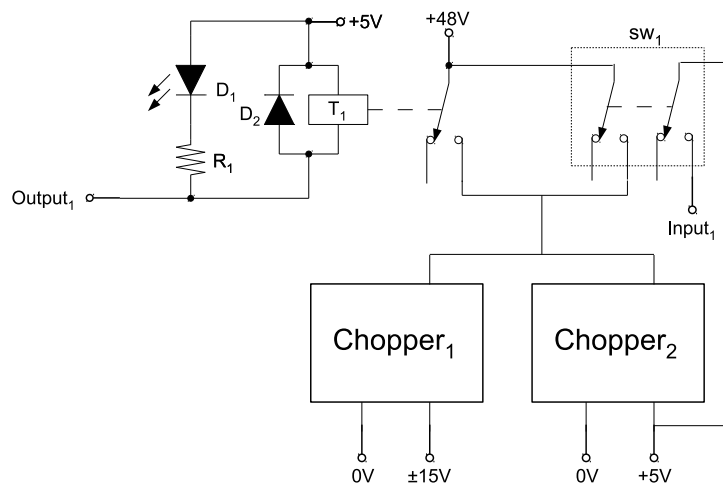 +48V
sw₁
+5V
D₁
D₂
T₁
R₁
Output₁
Input₁
Chopper₁
Chopper₂
0V
±15V
0V
+5V